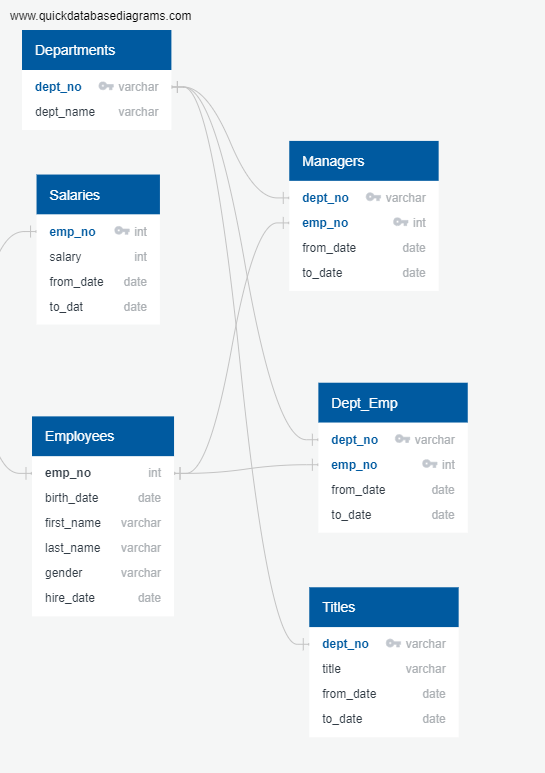 www.quickdatabasediagrams.com
Departments
dept_no varchar
dept_name varchar
Salaries
emp_no int
salary int
from_date date
to_dat date
Managers
dept_no varchar
emp_no int
from_date date
to_date date
Employees
emp_no int
birth_date date
first_name varchar
last_name varchar
gender varchar
hire_date date
Dept_Emp
dept_no varchar
emp_no int
from_date date
to_date date
Titles
dept_no varchar
title varchar
from_date date
to_date date